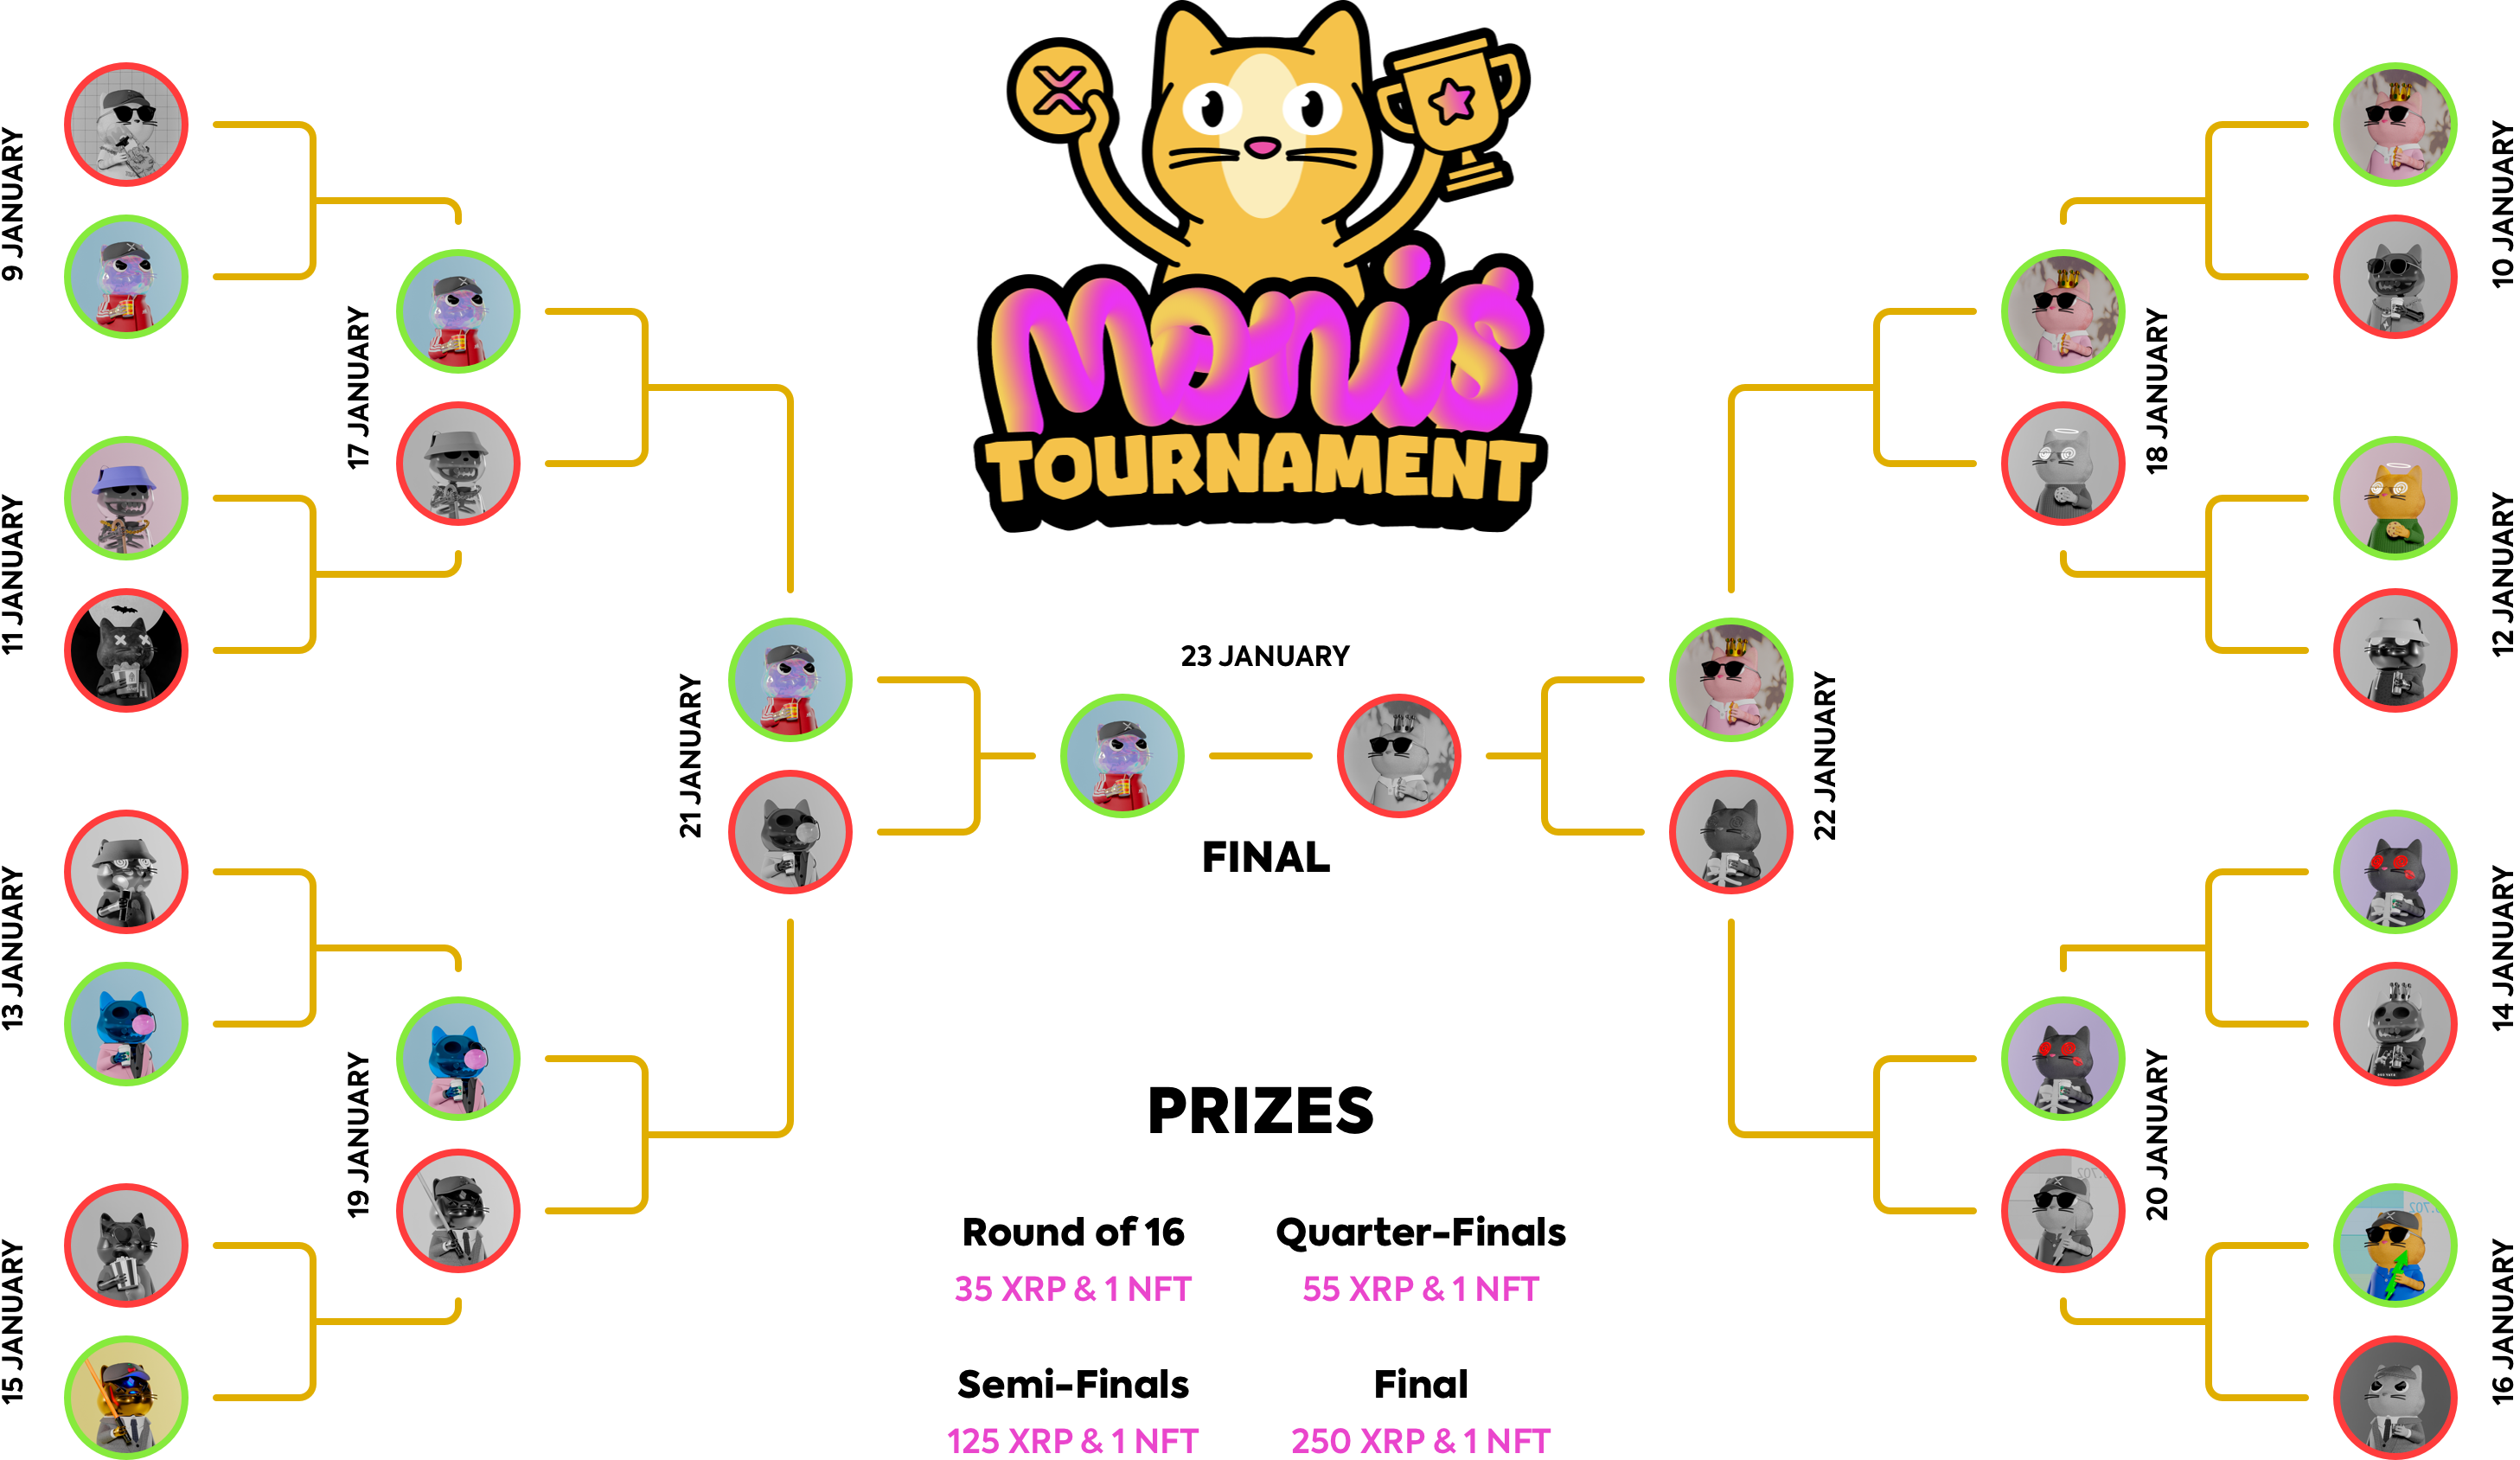 Monis
TOURNAMENT
9 JANUARY
11 JANUARY
13 JANUARY
15 JANUARY
17 JANUARY
19 JANUARY
21 JANUARY
23 JANUARY
FINAL
22 JANUARY
18 JANUARY
20 JANUARY
10 JANUARY
12 JANUARY
14 JANUARY
16 JANUARY
PRIZES
Round of 16
35 XRP & 1 NFT
Quarter-Finals
55 XRP & 1 NFT
Semi-Finals
125 XRP & 1 NFT
Final
250 XRP & 1 NFT